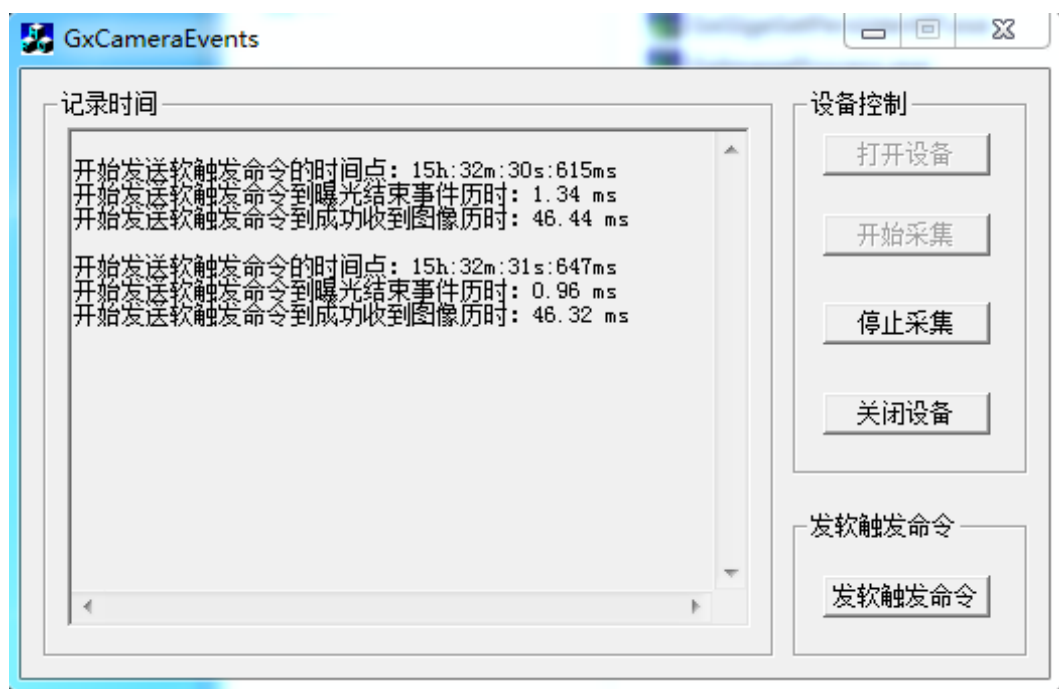 GxCameraEvents
记录时间
开始发送软触发命令的时间点: 15h:32m:30s:615ms
开始发送软触发命令到曝光结束事件历时: 1.34 ms
开始发送软触发命令到成功收到图像历时: 46.44 ms
开始发送软触发命令的时间点: 15h:32m:31s:647ms
开始发送软触发命令到曝光结束事件历时: 0.96 ms
开始发送软触发命令到成功收到图像历时: 46.32 ms
设备控制
打开设备
开始采集
停止采集
关闭设备
发软触发命令
发软触发命令